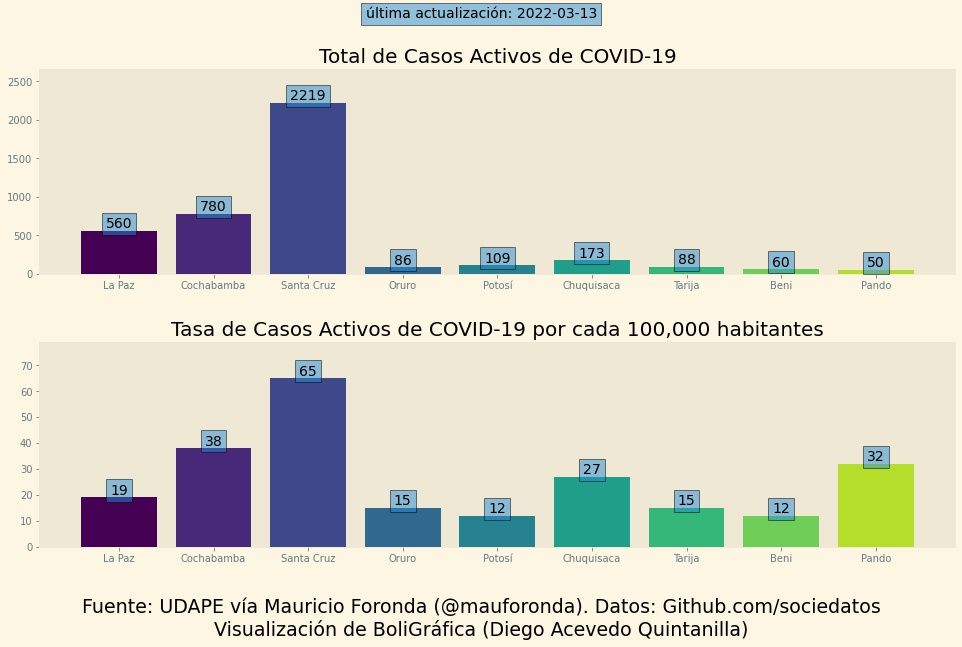 última actualización: 2022-03-13
Total de Casos Activos de COVID-19
2500
2000
1500
1000
500
0
560
780
2219
86
109
173
88
60
50
La Paz
Cochabamba
Santa Cruz
Oruro
Potosí
Chuquisaca
Tarija
Beni
Pando
Tasa de Casos Activos de COVID-19 por cada 100,000 habitantes
70
60
50
40
30
20
10
0
19
38
65
15
12
27
15
12
32
La Paz
Cochabamba
Santa Cruz
Oruro
Potosí
Chuquisaca
Tarija
Beni
Pando
Fuente: UDAPE vía Mauricio Foronda (@mauforonda). Datos: Github.com/sociedatos
Visualización de BoliGráfica (Diego Acevedo Quintanilla)